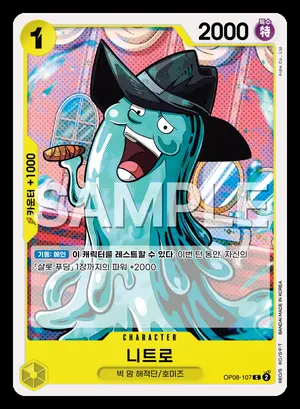 1
2000
특수
特
카운터 +1000
SAMPLE
기동: 메인 이 캐릭터를 레스트할 수 있다: 이번 턴 동안, 자신의
「샬롯 푸딩」 1장까지의 파워 +2000.
CHARACTER
니트로
빅 맘 해적단/호미즈
OP08-107 C 2
BANDAI MADE IN KOREA